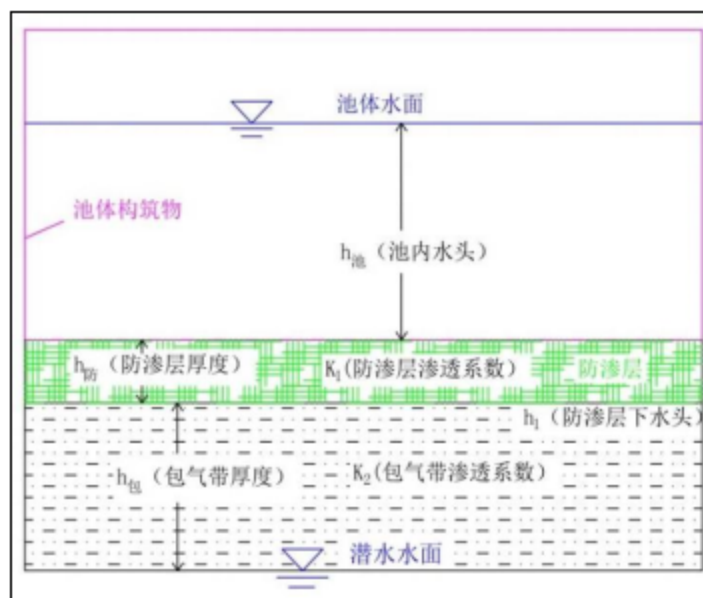 池体水面
池体构筑物
h池（池内水头）
h防（防渗层厚度） K₁(防渗层渗透系数) 防渗层
h₁（防渗层下水头）
h包（包气带厚度） K₂(包气带渗透系数)
潜水水面